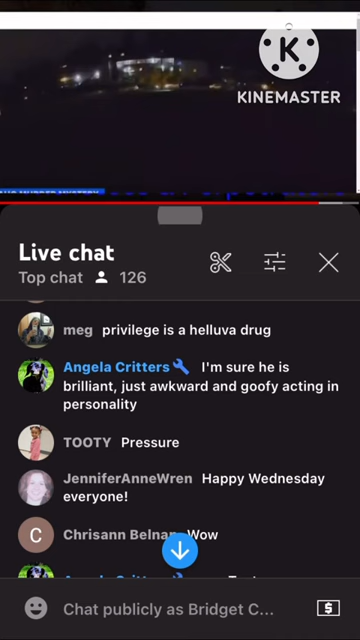 K
KINEMASTER
Live chat
Top chat 126
meg privilege is a helluva drug
Angela Critters I'm sure he is
brilliant, just awkward and goofy acting in
personality
TOOTY Pressure
JenniferAnneWren Happy Wednesday
everyone!
C Chrisann Belnap Wow
Chat publicly as Bridget C...
$